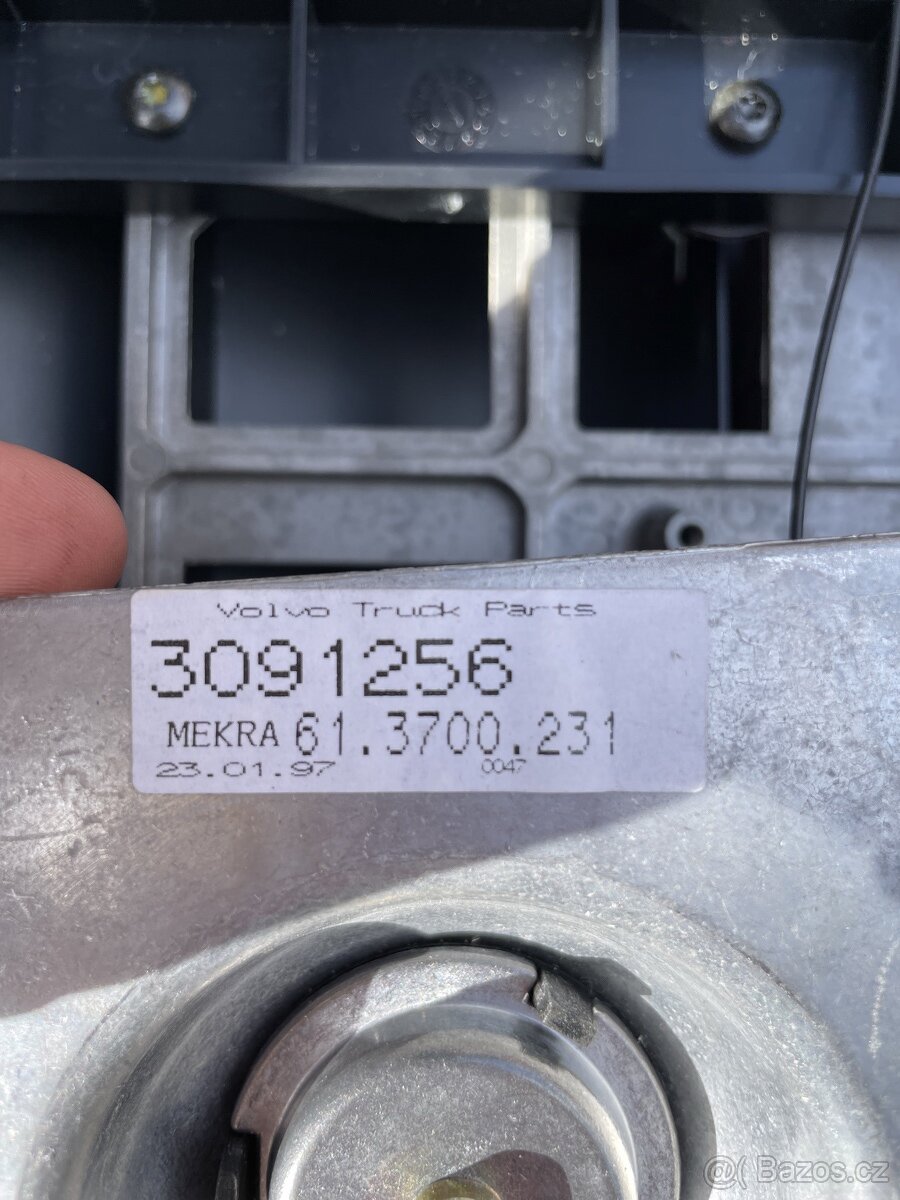 Volvo Truck Parts
3091256
MEKRA 61.3700.231
23.01.97 0047
@( Bazos.cz